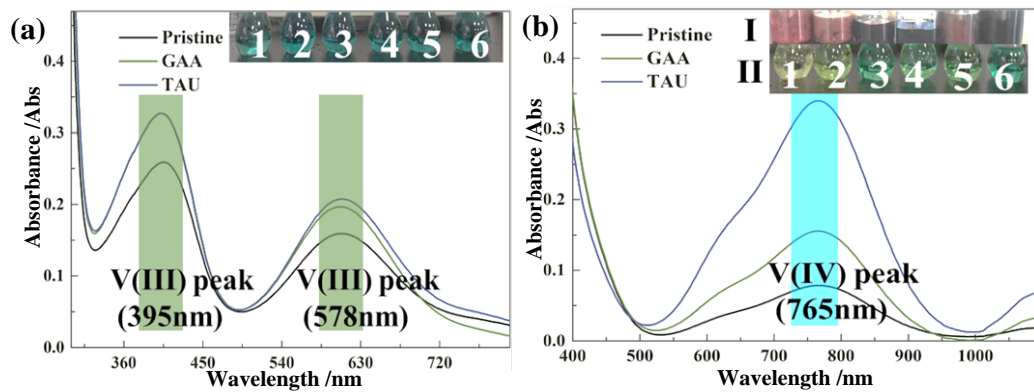 (a)
Pristine
GAA
TAU
1 2 3 4 5 6
0.4
0.3
0.2
0.1
0.0
Absorbance /Abs
V(III) peak
(395nm)
V(III) peak
(578nm)
360 450 540 630 720
Wavelength /nm
(b)
Pristine
GAA
TAU
I
II
1 2 3 4 5 6
0.4
0.3
0.2
0.1
0.0
Absorbance /Abs
V(IV) peak
(765nm)
400 500 600 700 800 900 1000
Wavelength /nm